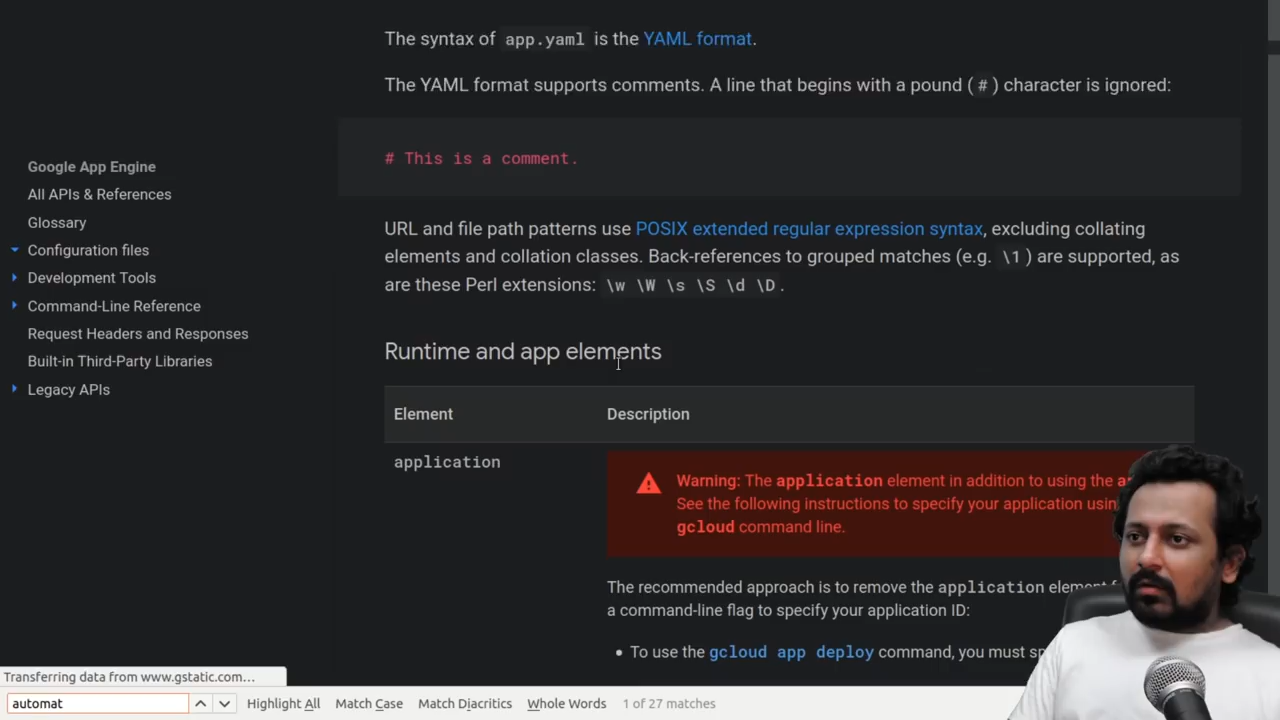 The syntax of app.yaml is the YAML format.
The YAML format supports comments. A line that begins with a pound ( # ) character is ignored:
# This is a comment.
Google App Engine
All APIs & References
Glossary
Configuration files
Development Tools
Command-Line Reference
Request Headers and Responses
Built-in Third-Party Libraries
Legacy APIs
URL and file path patterns use POSIX extended regular expression syntax, excluding collating
elements and collation classes. Back-references to grouped matches (e.g. \1 ) are supported, as
are these Perl extensions: \w \W \s \S \d \D.
Runtime and app elements
Element Description
application
Warning: The application element in addition to using the
See the following instructions to specify your application
gcloud command line.
The recommended approach is to remove the application
a command-line flag to specify your application ID:
• To use the gcloud app deploy command, you must
Transferring data from www.gstatic.com...
automat Highlight All Match Case Match Diacritics Whole Words 1 of 27 matches